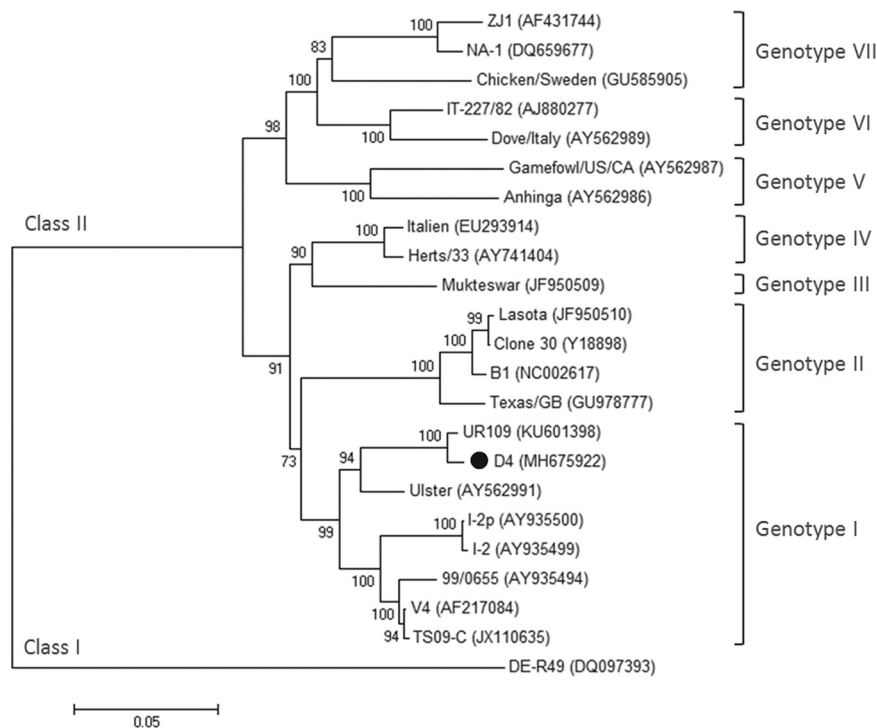 100
ZJ1 (AF431744)
83
NA-1 (DQ659677)
Genotype VII
100
Chicken/Sweden (GU585905)
98
IT-227/82 (AJ880277)
Genotype VI
100
Dove/Italy (AY562989)
Gamefowl/US/CA (AY562987)
Genotype V
100
Anhinga (AY562986)
Class II
100
Italien (EU293914)
Genotype IV
90
Herts/33 (AY741404)
Mukteswar (JF950509)
Genotype III
99
Lasota (JF950510)
100
Clone 30 (Y18898)
91
100
B1 (NC002617)
Genotype II
Texas/GB (GU978777)
100
UR109 (KU601398)
73
94
D4 (MH675922)
Ulster (AY562991)
99
100
I-2p (AY935500)
Genotype I
I-2 (AY935499)
100
99/0655 (AY935494)
100
V4 (AF217084)
94
TS09-C (JX110635)
Class I
DE-R49 (DQ097393)
0.05